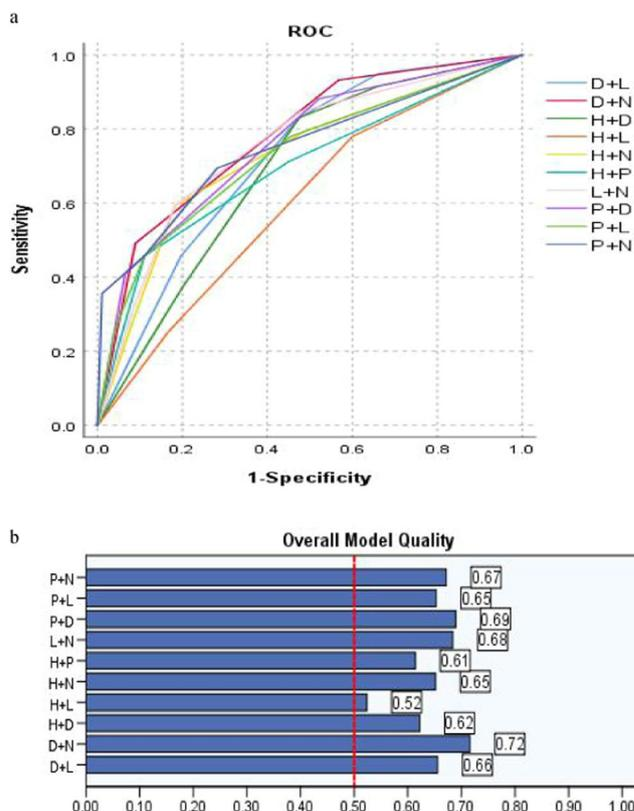 a
ROC
1.0
0.8
0.6
0.4
0.2
0.0
Sensitivity
0.0 0.2 0.4 0.6 0.8 1.0
1-Specificity
D+L
D+N
H+D
H+L
H+N
H+P
L+N
P+D
P+L
P+N
b
Overall Model Quality
P+N 0.67
P+L 0.65
P+D 0.69
L+N 0.68
H+P 0.61
H+N 0.65
H+L 0.52
H+D 0.62
D+N 0.72
D+L 0.66
0.00 0.10 0.20 0.30 0.40 0.50 0.60 0.70 0.80 0.90